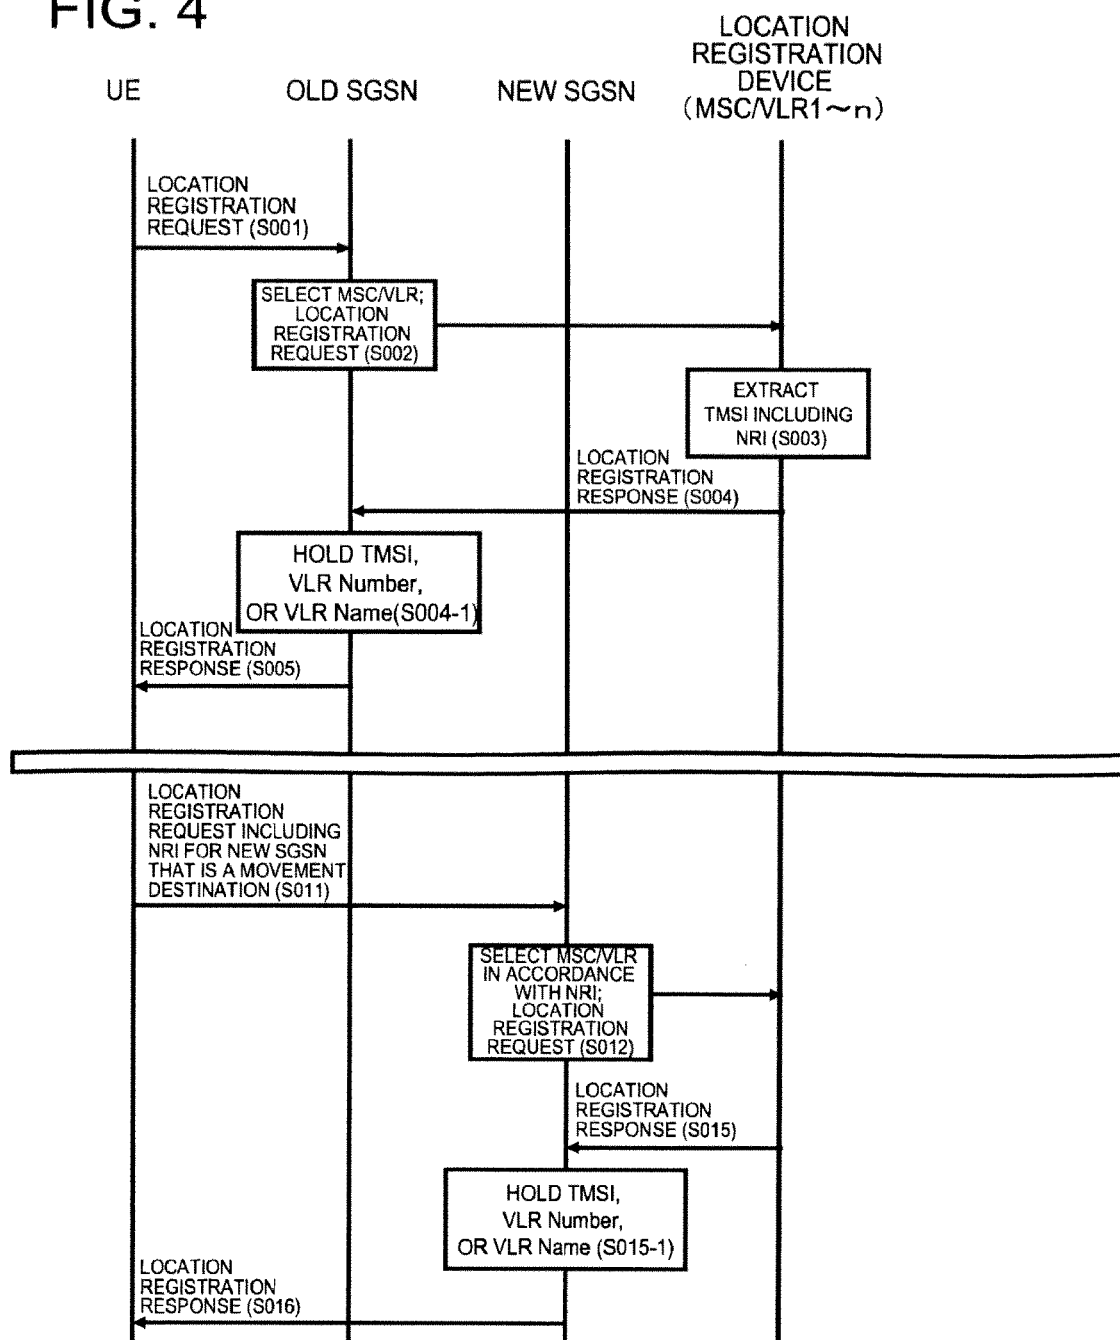 FIG. 4
UE
OLD SGSN
NEW SGSN
LOCATION
REGISTRATION
DEVICE
(MSC/VLR1～n)
LOCATION
REGISTRATION
REQUEST (S001)
SELECT MSC/VLR;
LOCATION
REGISTRATION
REQUEST (S002)
EXTRACT
TMSI INCLUDING
NRI (S003)
LOCATION
REGISTRATION
RESPONSE (S004)
HOLD TMSI,
VLR Number,
OR VLR Name(S004-1)
LOCATION
REGISTRATION
RESPONSE (S005)
LOCATION
REGISTRATION
REQUEST INCLUDING
NRI FOR NEW SGSN
THAT IS A MOVEMENT
DESTINATION (S011)
SELECT MSC/VLR
IN ACCORDANCE
WITH NRI;
LOCATION
REGISTRATION
REQUEST (S012)
LOCATION
REGISTRATION
RESPONSE (S015)
HOLD TMSI,
VLR Number,
OR VLR Name (S015-1)
LOCATION
REGISTRATION
RESPONSE (S016)